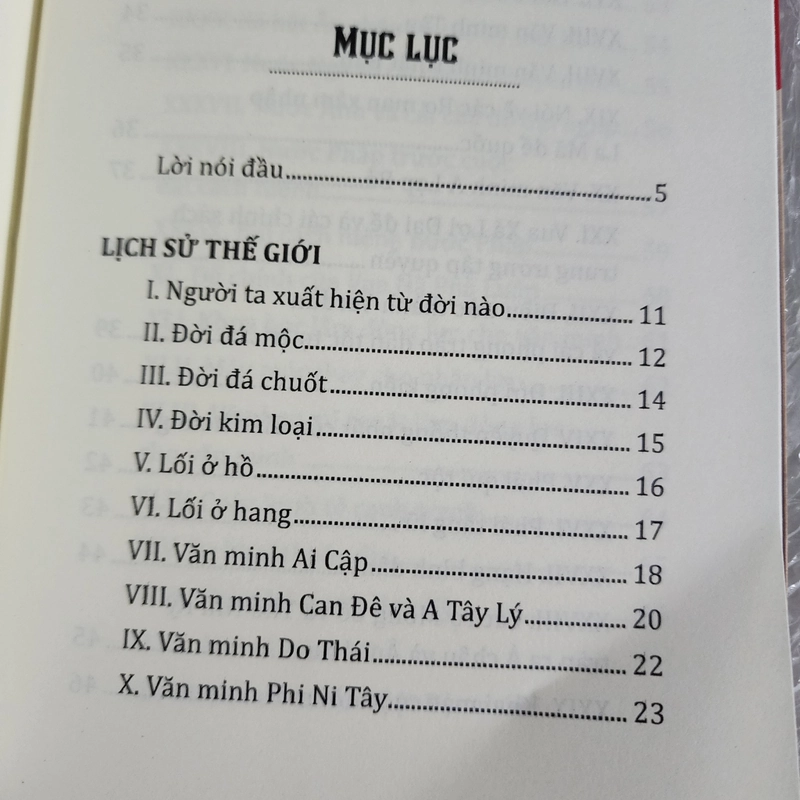 MỤC LỤC
Lời nói đầu........................................................5
LỊCH SỬ THẾ GIỚI
I. Người ta xuất hiện từ đời nào................... 11
II. Đời đá mộc.................................................. 12
III. Đời đá chuốt.............................................. 14
IV. Đời kim loại................................................ 15
V. Lối ở hồ.......................................................... 16
VI. Lối ở hang................................................... 17
VII. Văn minh Ai Cập....................................... 18
VIII. Văn minh Can Đê và A Tây Lý............... 20
IX. Văn minh Do Thái...................................... 22
X. Văn minh Phi Ni Tây.................................... 23